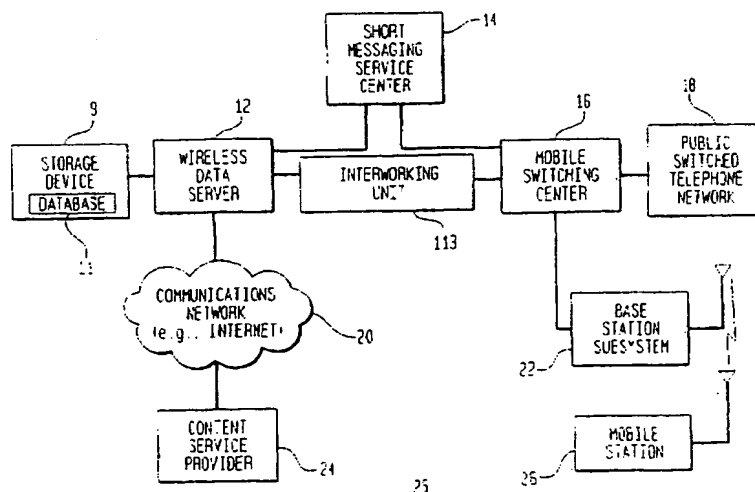 SHORT
MESSAGING
SERVICE
CENTER
14
9
12
16
18
STORAGE
DEVICE
DATABASE
WIRELESS
DATA
SERVER
INTERWORKING
UNIT
MOBILE
SWITCHING
CENTER
PUBLIC
SWITCHED
TELEPHONE
NETWORK
113
COMMUNICATIONS
NETWORK
(e.g., INTERNET)
20
BASE
STATION
SUESYSTEM
22
CONTENT
SERVICE
PROVIDER
24
MOBILE
STATION
26
25